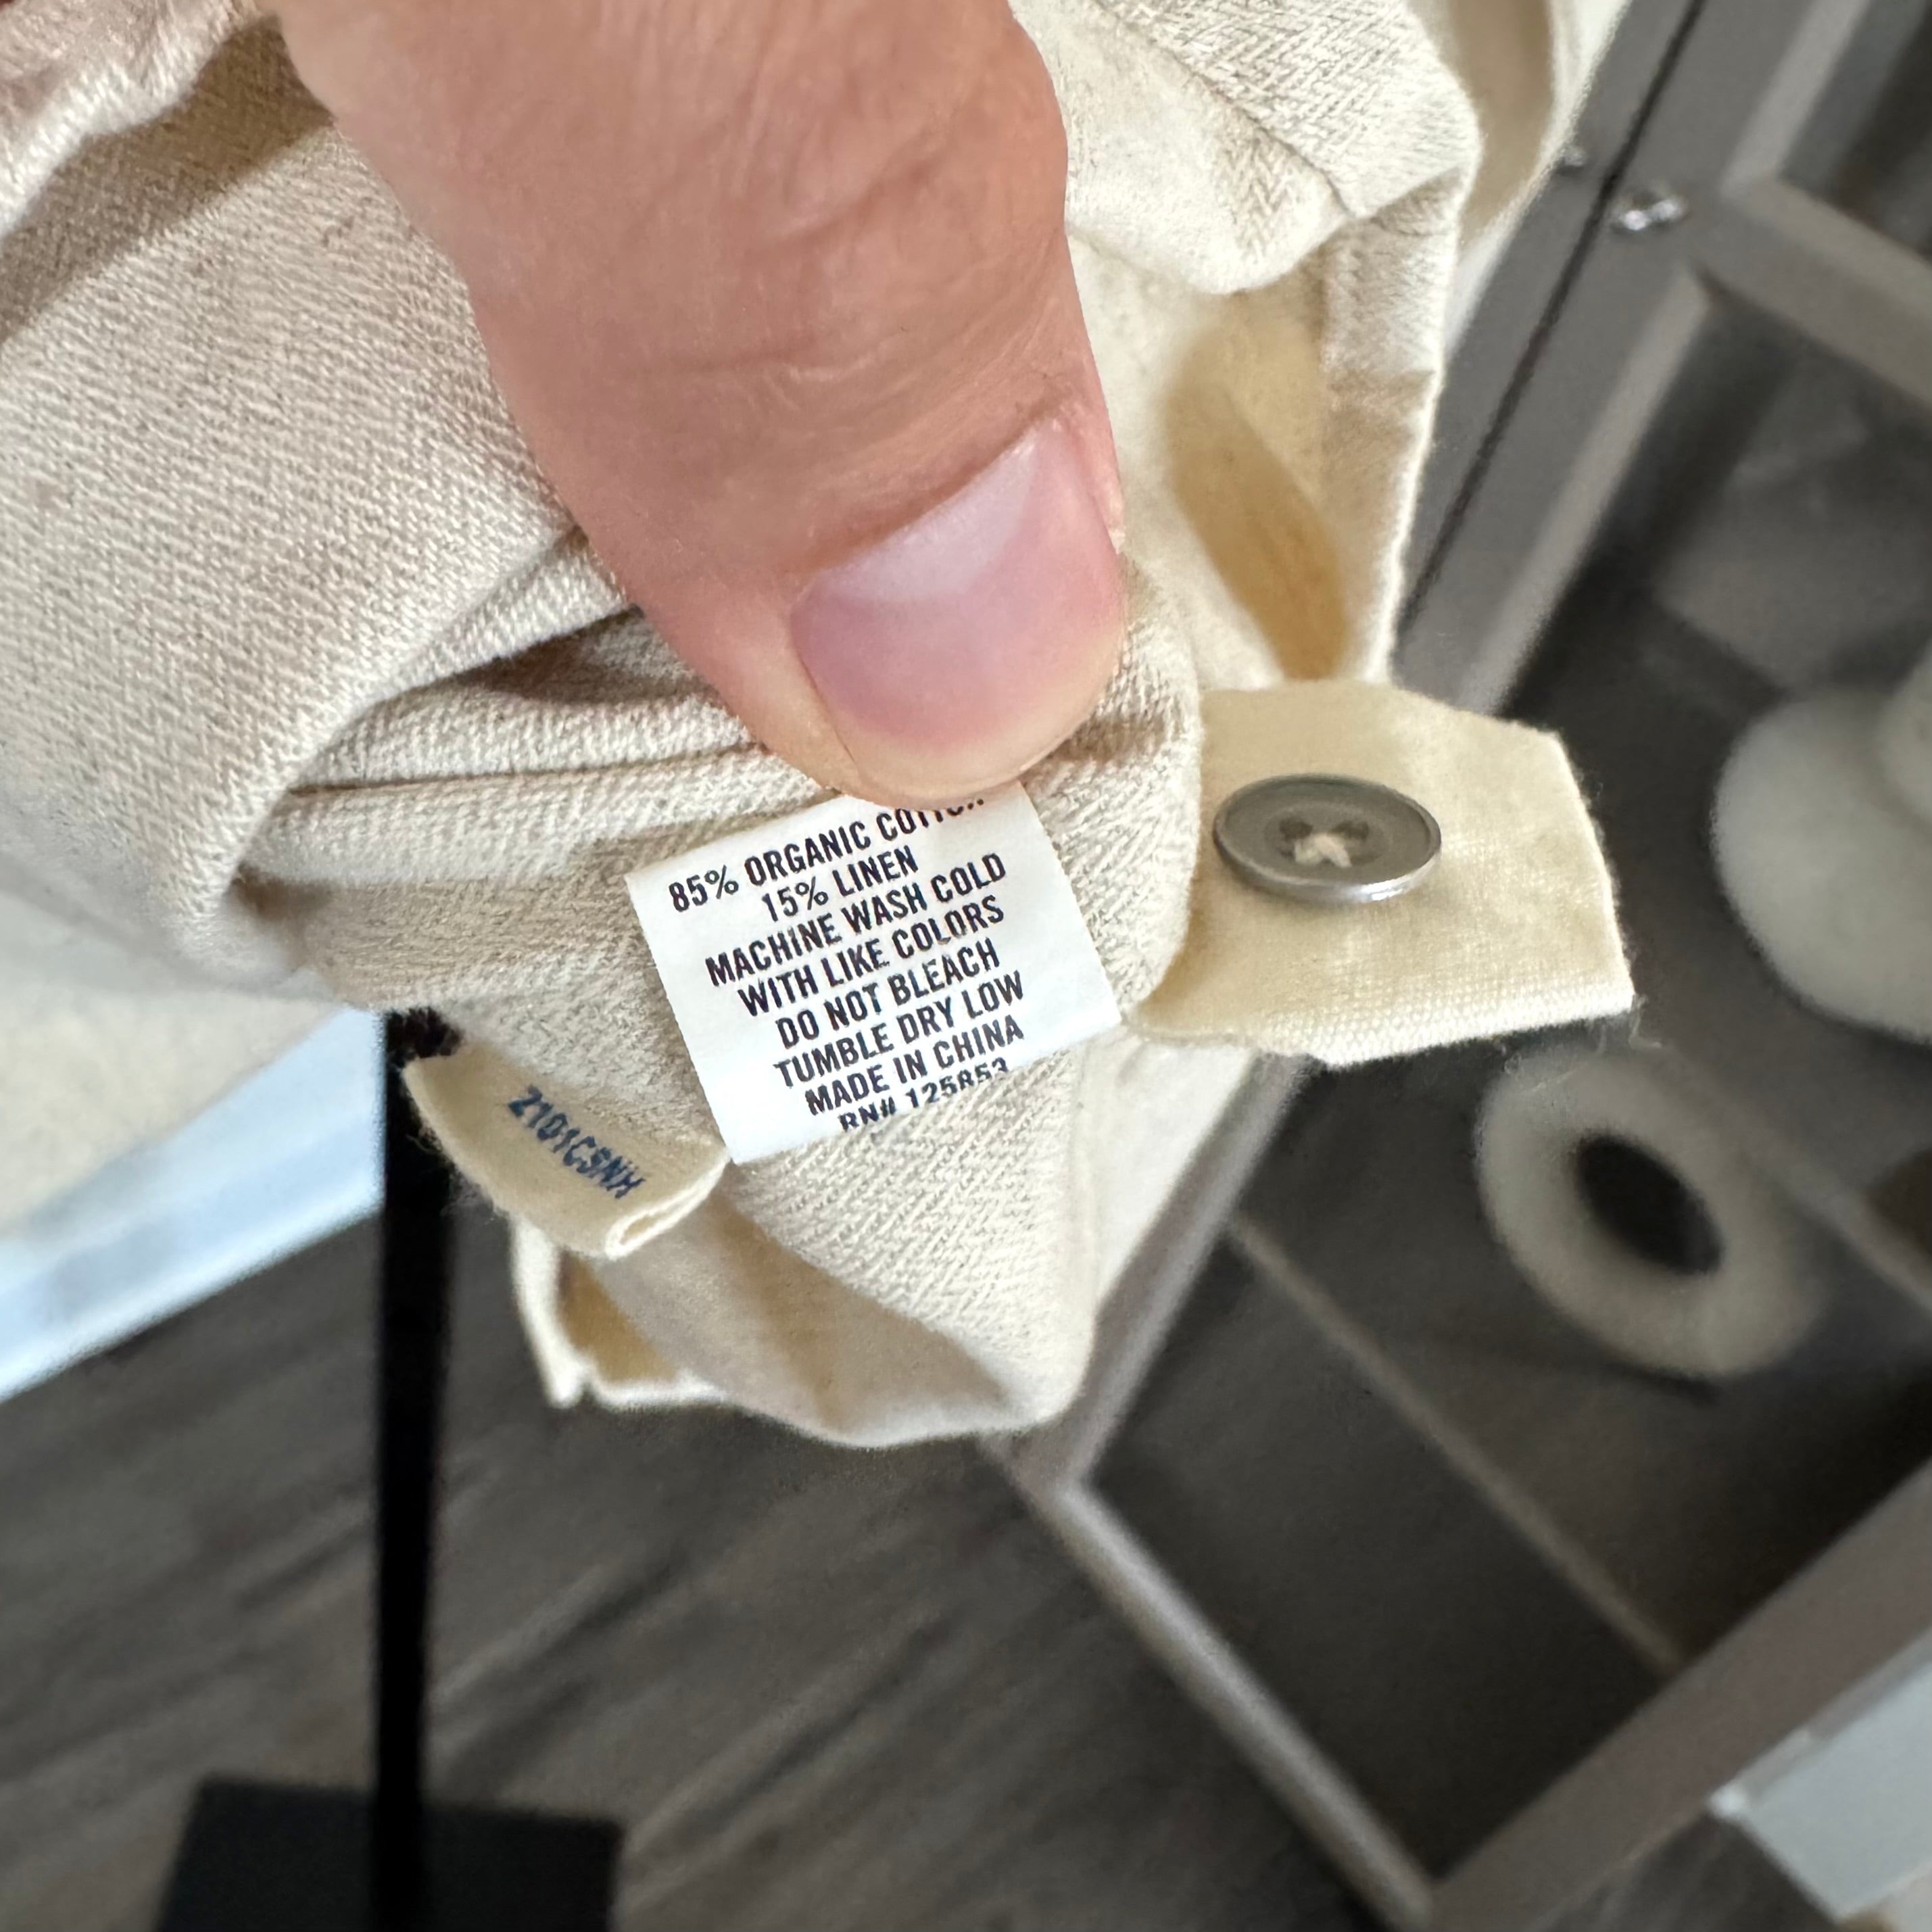 85% ORGANIC COTTON
15% LINEN
MACHINE WASH COLD
WITH LIKE COLORS
DO NOT BLEACH
TUMBLE DRY LOW
MADE IN CHINA
RN# 125853
Z101CSNH